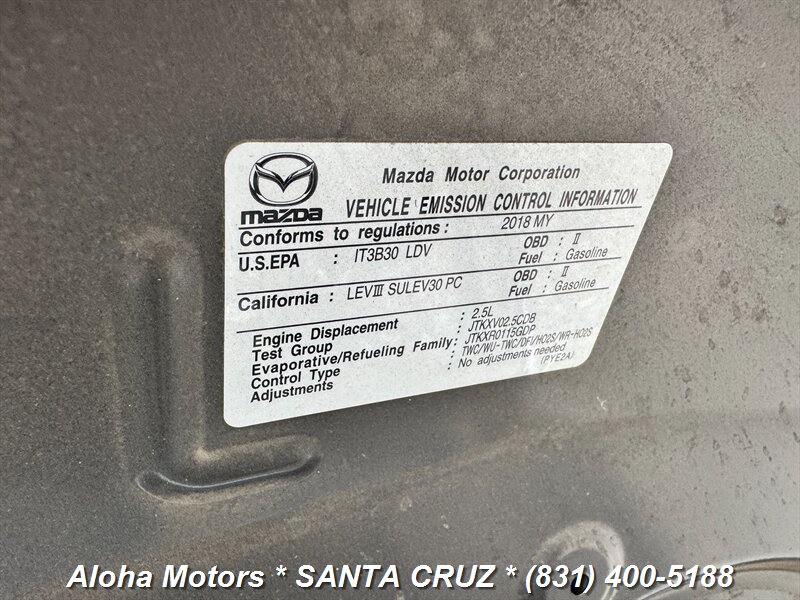 mazda
Mazda Motor Corporation
VEHICLE EMISSION CONTROL INFORMATION
Conforms to regulations : 2018 MY
U.S.EPA : IT3B30 LDV OBD : II
Fuel : Gasoline
California : LEVIII SULEV30 PC OBD : II
Fuel : Gasoline
Engine Displacement : 2.5L
Test Group : JTKXV02.5CDB
Evaporative/Refueling Family: JTKXR0115GDP
Control Type : TWC/WU-TWC/DFI/HO2S/WR-HO2S
Adjustments : No adjustments needed
(PYE2A)
Aloha Motors * SANTA CRUZ * (831) 400-5188